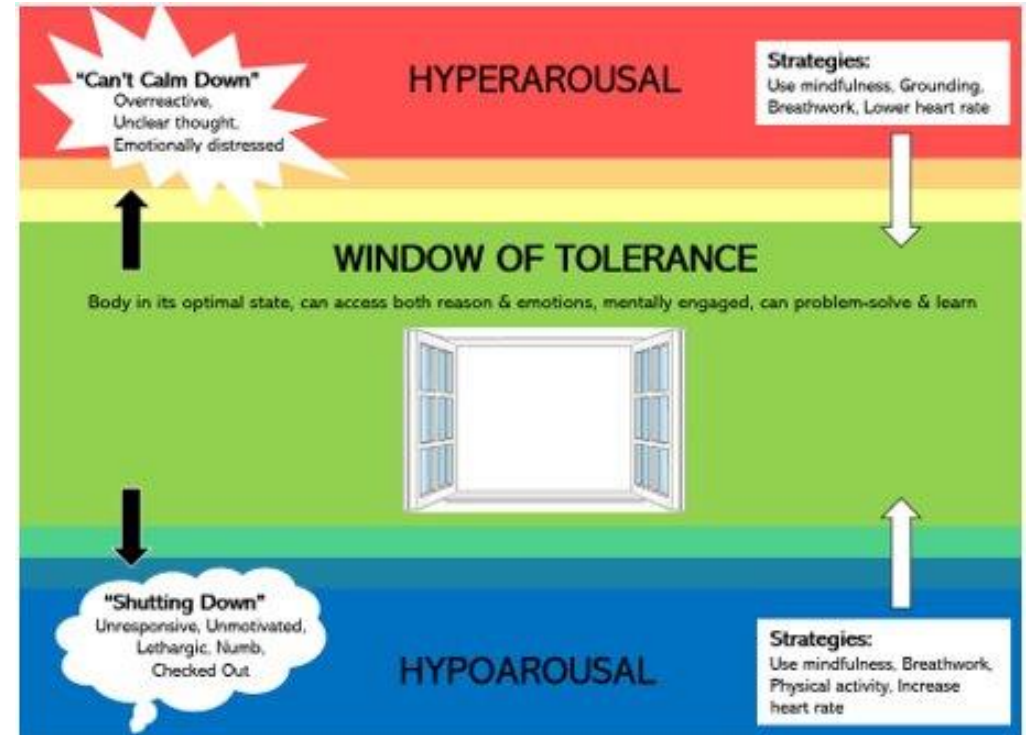 "Can't Calm Down"
Overreactive,
Unclear thought,
Emotionally distressed
HYPERAROUSAL
Strategies:
Use mindfulness, Grounding,
Breathwork, Lower heart rate
WINDOW OF TOLERANCE
Body in its optimal state, can access both reason & emotions, mentally engaged, can problem-solve & learn
"Shutting Down"
Unresponsive, Unmotivated,
Lethargic, Numb,
Checked Out
HYPOAROUSAL
Strategies:
Use mindfulness, Breathwork,
Physical activity, Increase
heart rate